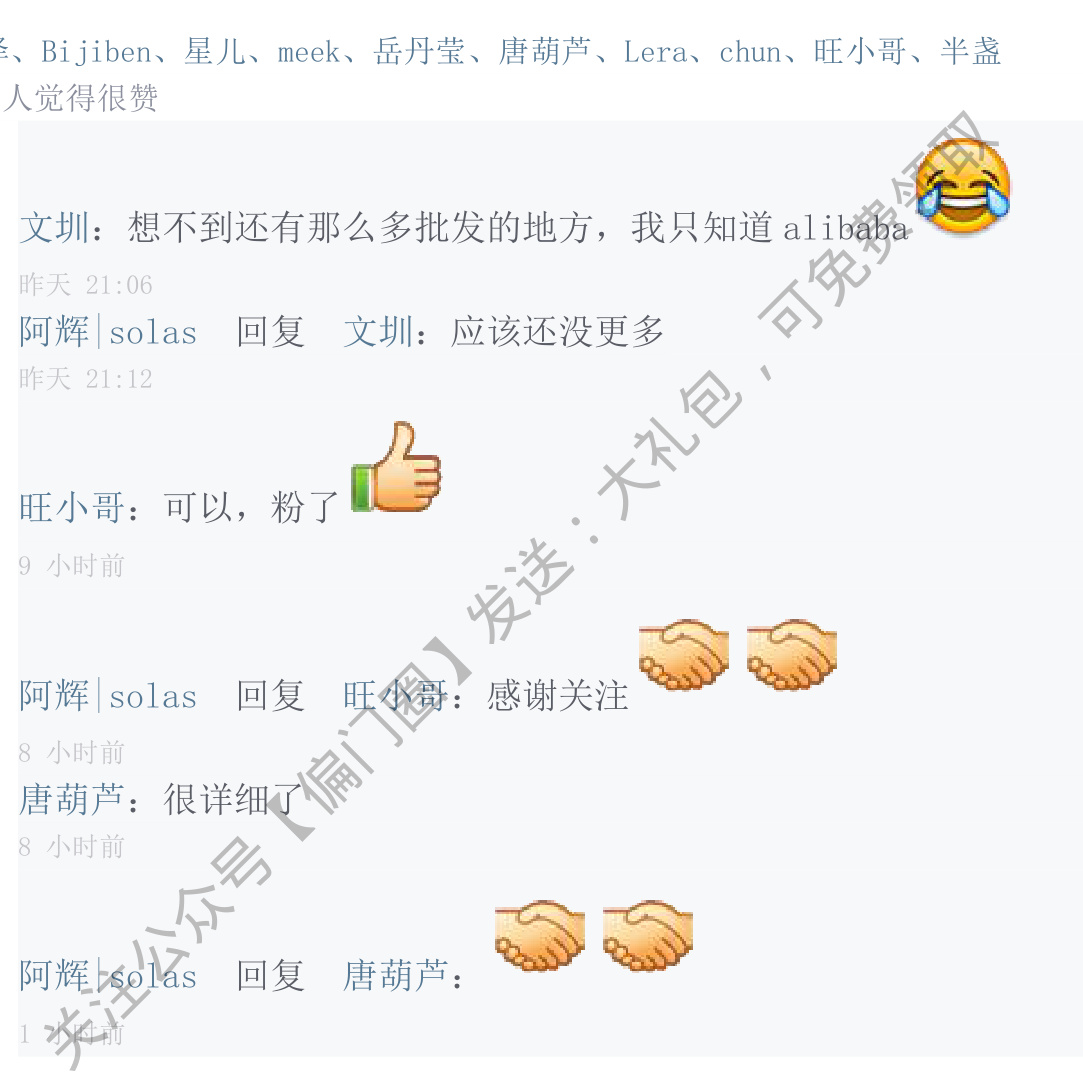 、Bijiben、星儿、meek、岳丹莹、唐葫芦、Lera、chun、旺小哥、半盏
人觉得很赞
文圳：想不到还有那么多批发的地方，我只知道 alibaba
昨天 21:06
阿辉|solas 回复 文圳：应该还没更多
昨天 21:12
旺小哥：可以，粉了
9 小时前
阿辉|solas 回复 旺小哥：感谢关注
8 小时前
唐葫芦：很详细了
8 小时前
阿辉|solas 回复 唐葫芦：
1 小时前
关注公众号【偏门圈】发送：大礼包，可免费领取